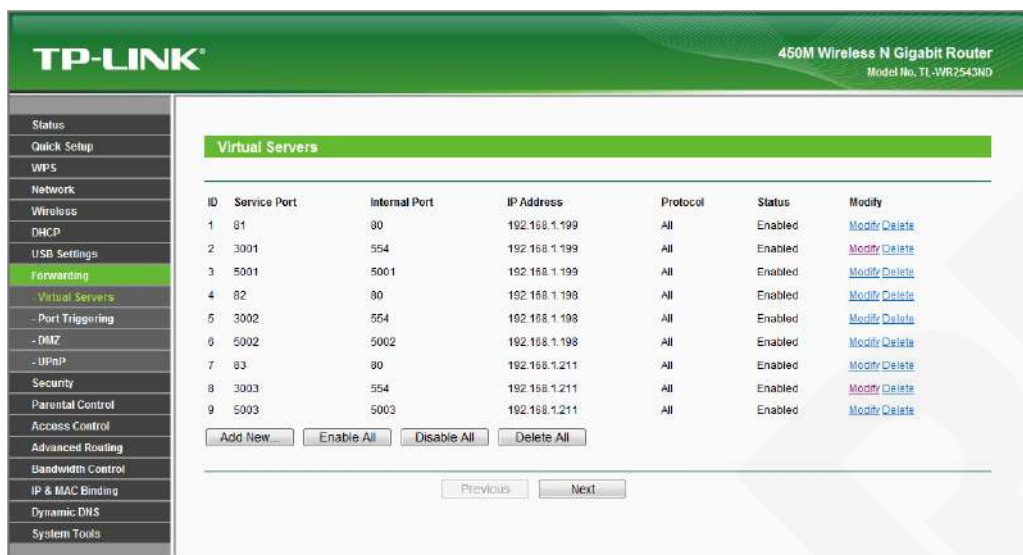 TP-LINK®
450M Wireless N Gigabit Router
Model No. TL-WR2543ND
Status
Quick Setup
WPS
Network
Wireless
DHCP
USB Settings
Forwarding
- Virtual Servers
- Port Triggering
- DMZ
- UPnP
Security
Parental Control
Access Control
Advanced Routing
Bandwidth Control
IP & MAC Binding
Dynamic DNS
System Tools
Virtual Servers
ID Service Port Internal Port IP Address Protocol Status Modify
1 81 80 192.168.1.199 All Enabled Modify Delete
2 3001 554 192.168.1.199 All Enabled Modify Delete
3 5001 5001 192.168.1.199 All Enabled Modify Delete
4 82 80 192.168.1.198 All Enabled Modify Delete
5 3002 554 192.168.1.198 All Enabled Modify Delete
6 5002 5002 192.168.1.198 All Enabled Modify Delete
7 83 80 192.168.1.211 All Enabled Modify Delete
8 3003 554 192.168.1.211 All Enabled Modify Delete
9 5003 5003 192.168.1.211 All Enabled Modify Delete
Add New... Enable All Disable All Delete All
Previous Next